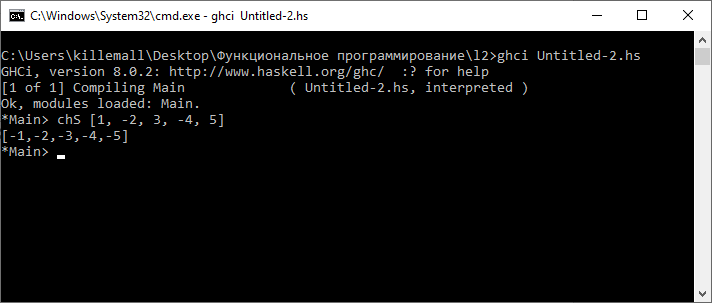 C:\Windows\System32\cmd.exe - ghci Untitled-2.hs
C:\Users\killemall\Desktop\Функциональное программирование\l2>ghci Untitled-2.hs
GHCi, version 8.0.2: http://www.haskell.org/ghc/  :? for help
[1 of 1] Compiling Main             ( Untitled-2.hs, interpreted )
Ok, modules loaded: Main.
*Main> chS [1, -2, 3, -4, 5]
[-1,-2,-3,-4,-5]
*Main>